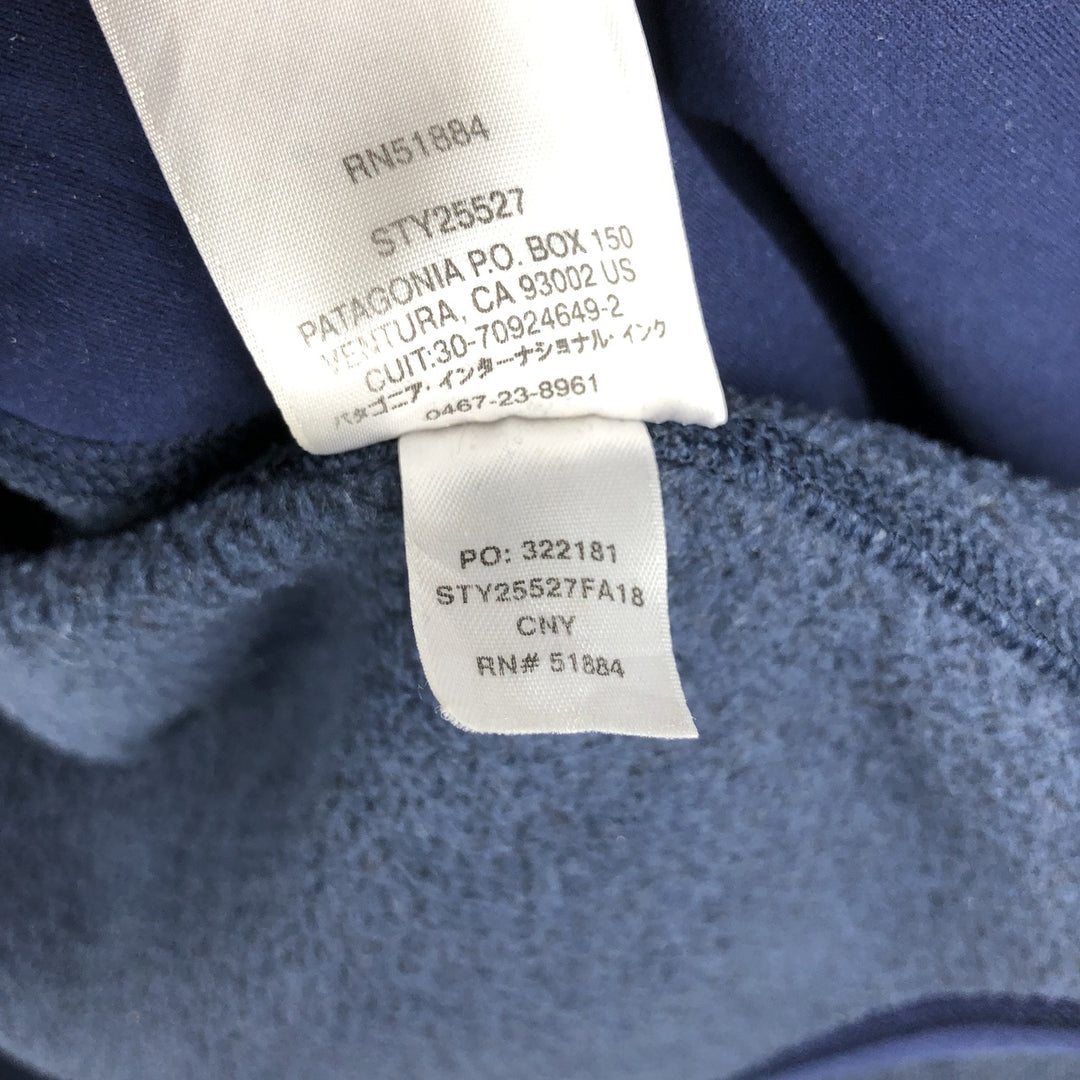 RN51884
STY25527
PATAGONIA P.O. BOX 150
VENTURA, CA 93002 US
CUIT:30-70924649-2
パタゴニア・インターナショナル・インク
0467-23-8961
PO: 322181
STY25527FA18
CNY
RN# 51884